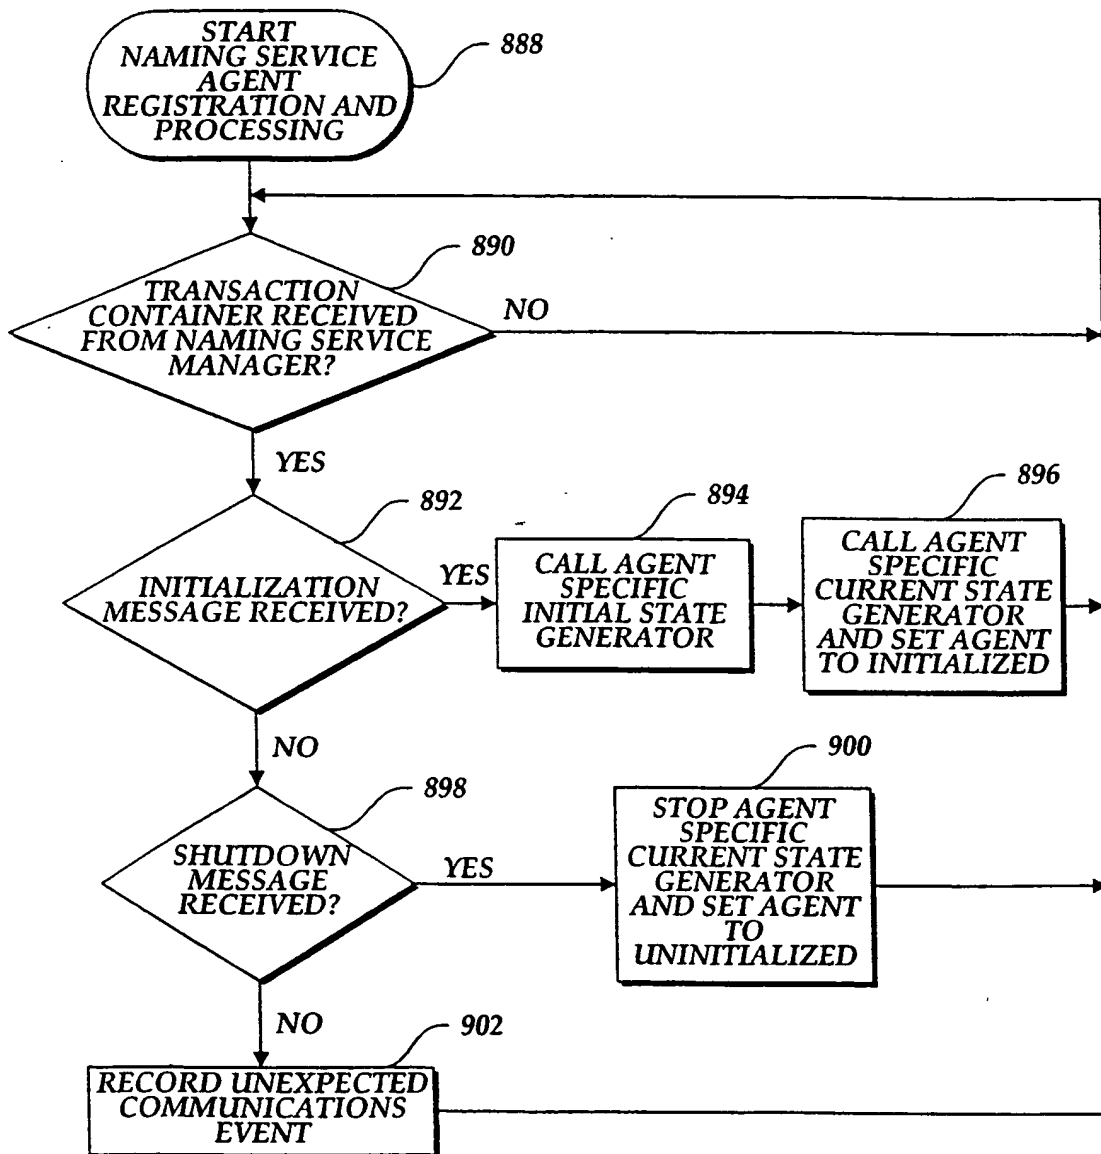 START
NAMING SERVICE
AGENT
REGISTRATION AND
PROCESSING
888
890
TRANSACTION
CONTAINER RECEIVED
FROM NAMING SERVICE
MANAGER?
NO
YES
892
INITIALIZATION
MESSAGE RECEIVED?
YES
894
CALL AGENT
SPECIFIC
INITIAL STATE
GENERATOR
896
CALL AGENT
SPECIFIC
CURRENT STATE
GENERATOR
AND SET AGENT
TO INITIALIZED
NO
898
SHUTDOWN
MESSAGE
RECEIVED?
YES
900
STOP AGENT
SPECIFIC
CURRENT STATE
GENERATOR
AND SET AGENT
TO
UNINITIALIZED
NO
902
RECORD UNEXPECTED
COMMUNICATIONS
EVENT